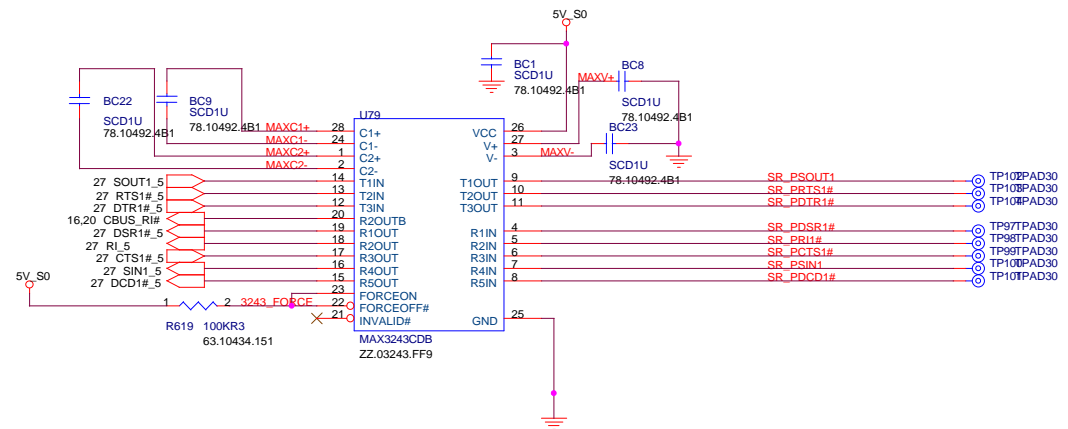 5V_S0
BC1
SCD1U
78.10492.4B1
MAXV+
BC8
SCD1U
78.10492.4B1
BC22
SCD1U
78.10492.4B1
BC9
SCD1U
78.10492.4B1
BC23
SCD1U
78.10492.4B1
MAXV-
U79
MAXC1+ 28 C1+
MAXC1- 24 C1-
MAXC2+ 1 C2+
MAXC2- 2 C2-
VCC 26
V+ 27
V- 3
27 SOUT1_5 14 T1IN
27 RTS1#_5 13 T2IN
27 DTR1#_5 12 T3IN
16,20 CBUS_RI# 20 R2OUTB
27 DSR1#_5 19 R1OUT
27 RI_5 18 R2OUT
27 CTS1#_5 17 R3OUT
27 SIN1_5 16 R4OUT
27 DCD1#_5 15 R5OUT
23 FORCEON
22 FORCEOFF#
21 INVALID#
T1OUT 9 SR_PSOUT1 TP102 TPAD30
T2OUT 10 SR_PRTS1# TP103 TPAD30
T3OUT 11 SR_PDTR1# TP104 TPAD30
R1IN 4 SR_PDSR1# TP97 TPAD30
R2IN 5 SR_PRI1# TP98 TPAD30
R3IN 6 SR_PCTS1# TP99 TPAD30
R4IN 7 SR_PSIN1 TP100 TPAD30
R5IN 8 SR_PDCD1# TP101 TPAD30
GND 25
5V_S0
1 2 3243_FORCE
R619 100KR3
63.10434.151
MAX3243CDB
ZZ.03243.FF9